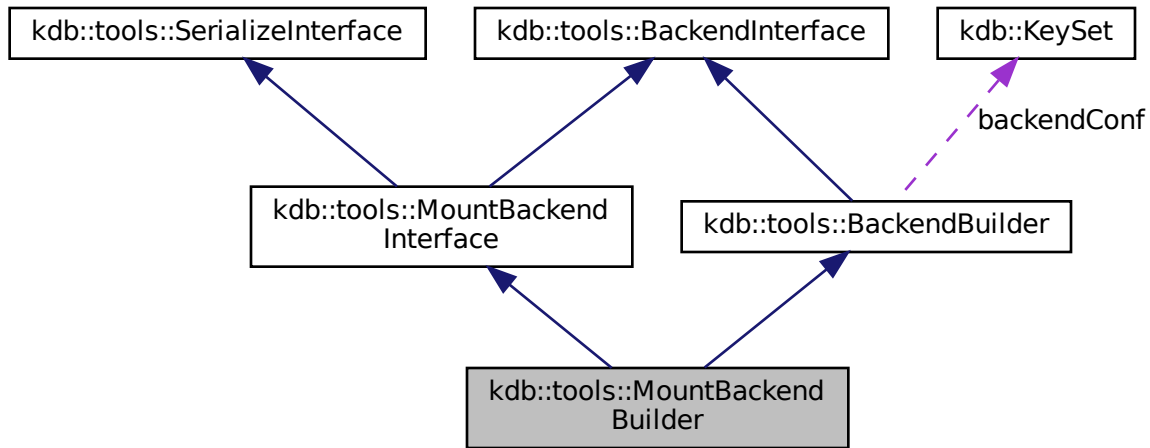 kdb::tools::SerializeInterface
kdb::tools::BackendInterface
kdb::KeySet
backendConf
kdb::tools::MountBackend
Interface
kdb::tools::BackendBuilder
kdb::tools::MountBackend
Builder